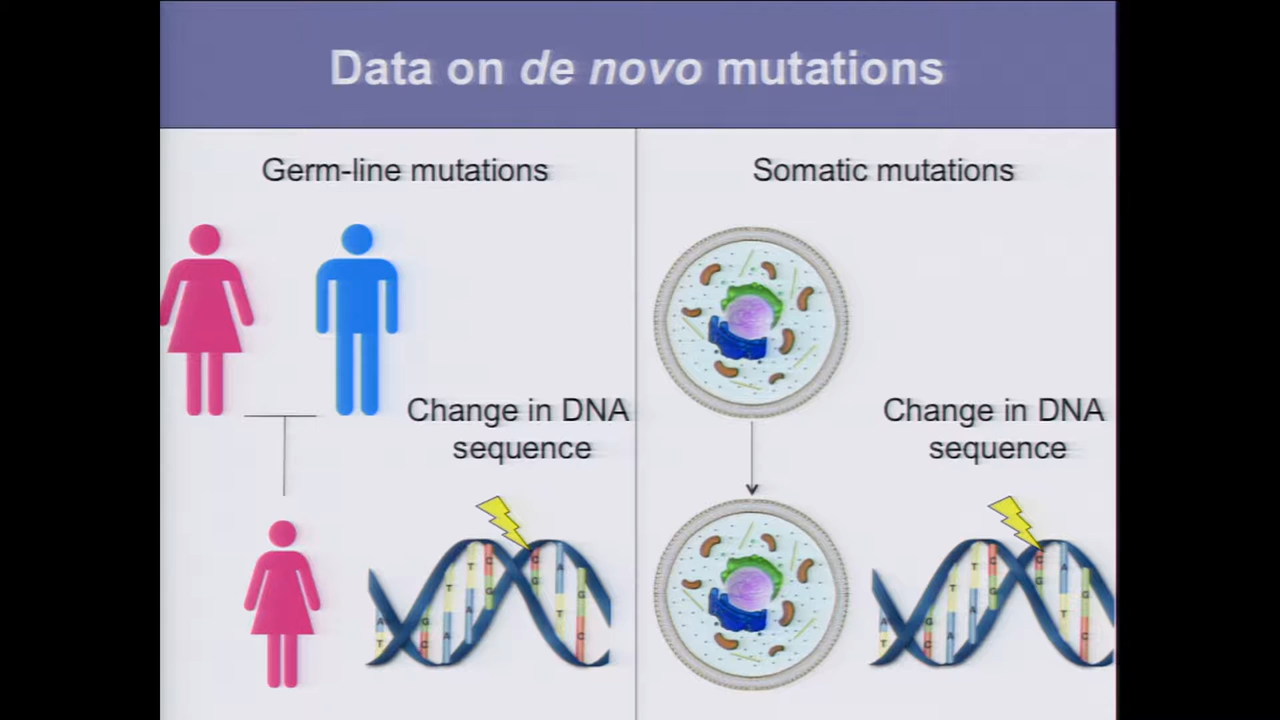 Data on de novo mutations
Germ-line mutations
Change in DNA
sequence
A
T
G
C
A
T
T
A
C
G
C
G
A
T
G
C
Somatic mutations
Change in DNA
sequence
A
T
G
C
A
T
T
A
C
G
C
G
A
T
G
C